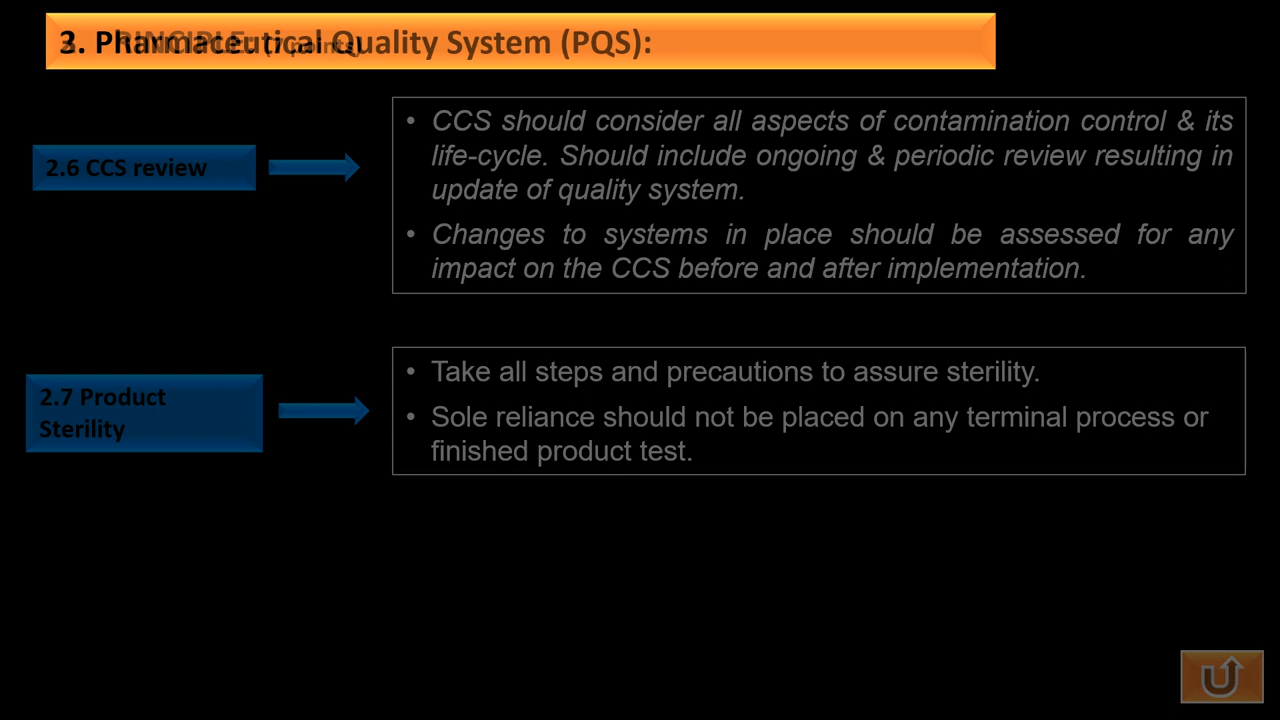 3. Pharmaceutical Quality System (PQS):
PRINCIPLE: (7 points)
2.6 CCS review
• CCS should consider all aspects of contamination control & its
life-cycle. Should include ongoing & periodic review resulting in
update of quality system.
• Changes to systems in place should be assessed for any
impact on the CCS before and after implementation.
2.7 Product
Sterility
• Take all steps and precautions to assure sterility.
• Sole reliance should not be placed on any terminal process or
finished product test.